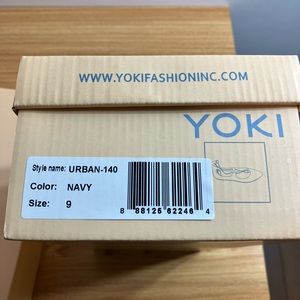 WWW.YOKIFASHIONINC.COM
YOKI
Style name: URBAN-140
Color: NAVY
Size: 9
8 88125 62246 4